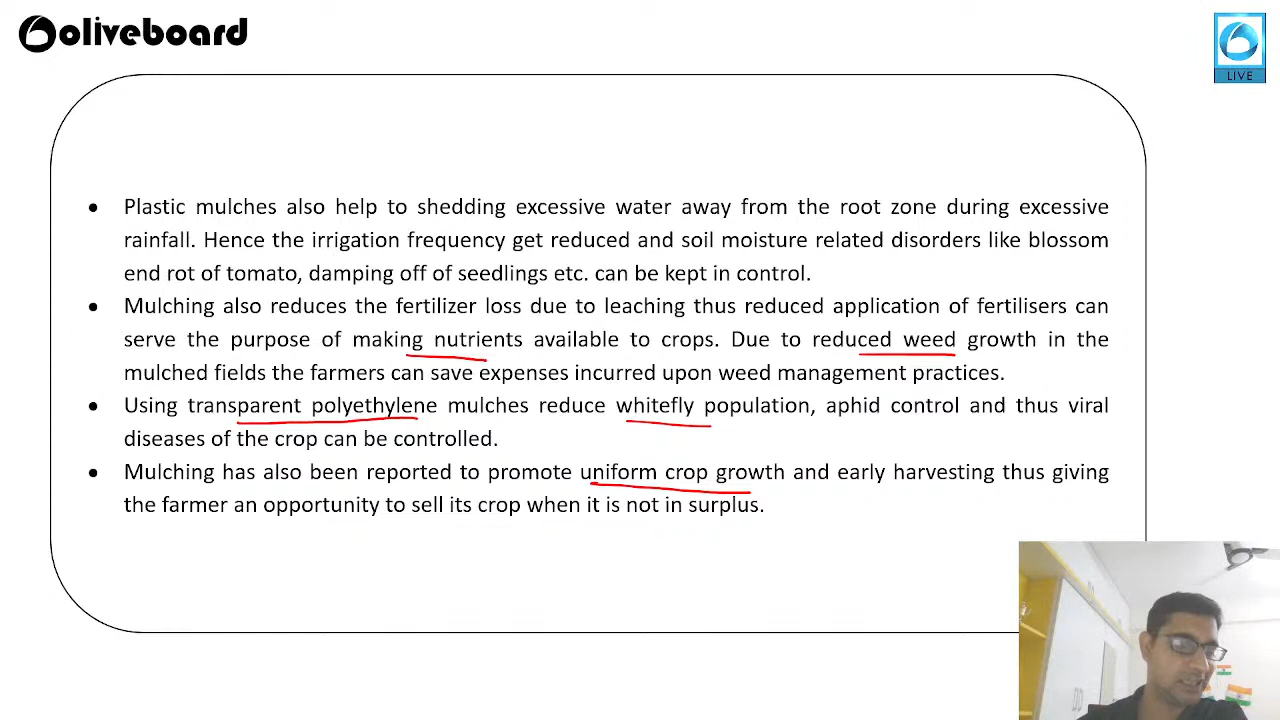 oliveboard
LIVE
• Plastic mulches also help to shedding excessive water away from the root zone during excessive
rainfall. Hence the irrigation frequency get reduced and soil moisture related disorders like blossom
end rot of tomato, damping off of seedlings etc. can be kept in control.
• Mulching also reduces the fertilizer loss due to leaching thus reduced application of fertilisers can
serve the purpose of making nutrients available to crops. Due to reduced weed growth in the
mulched fields the farmers can save expenses incurred upon weed management practices.
• Using transparent polyethylene mulches reduce whitefly population, aphid control and thus viral
diseases of the crop can be controlled.
• Mulching has also been reported to promote uniform crop growth and early harvesting thus giving
the farmer an opportunity to sell its crop when it is not in surplus.